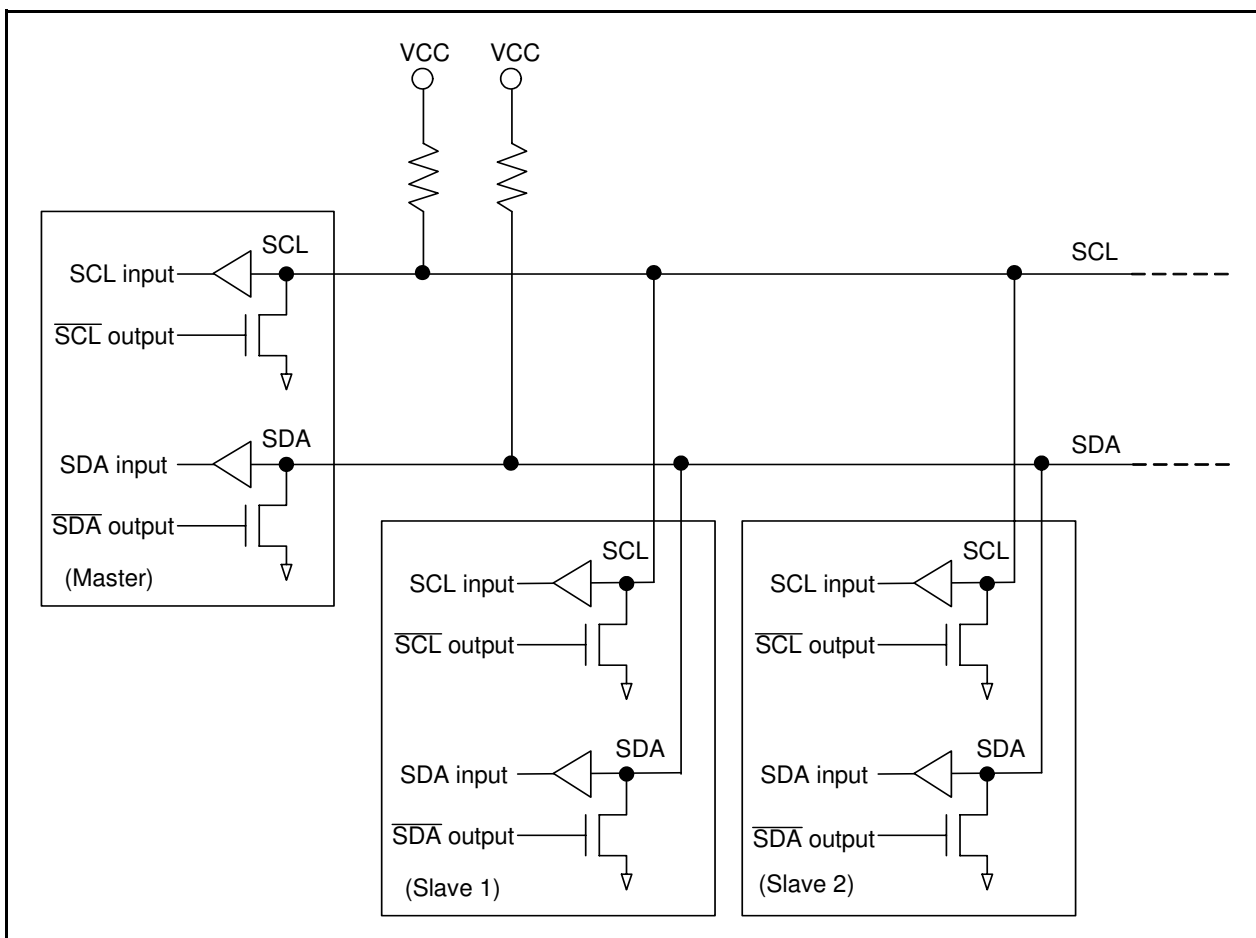 VCC VCC
SCL
SCL input
SCL output
SDA
SDA input
SDA output
(Master)
SCL
SDA
SCL
SCL input
SCL output
SDA
SDA input
SDA output
(Slave 1)
SCL
SCL input
SCL output
SDA
SDA input
SDA output
(Slave 2)